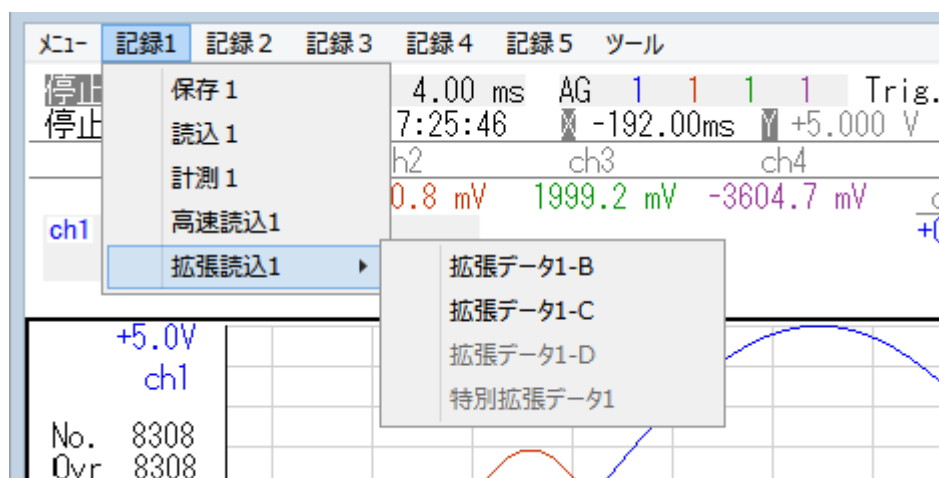 ﾒﾆｭｰ 記録1 記録2 記録3 記録4 記録5 ツール
停止 4.00 ms AG 1 1 1 1 Trig.
停止 7:25:46 X -192.00ms Y +5.000 V
h2 ch3 ch4
0.8 mV 1999.2 mV -3604.7 mV
ch1
保存1
読込1
計測1
高速読込1
拡張読込1
拡張データ1-B
拡張データ1-C
拡張データ1-D
特別拡張データ1
+5.0V
ch1
No. 8308
Ovr 8308